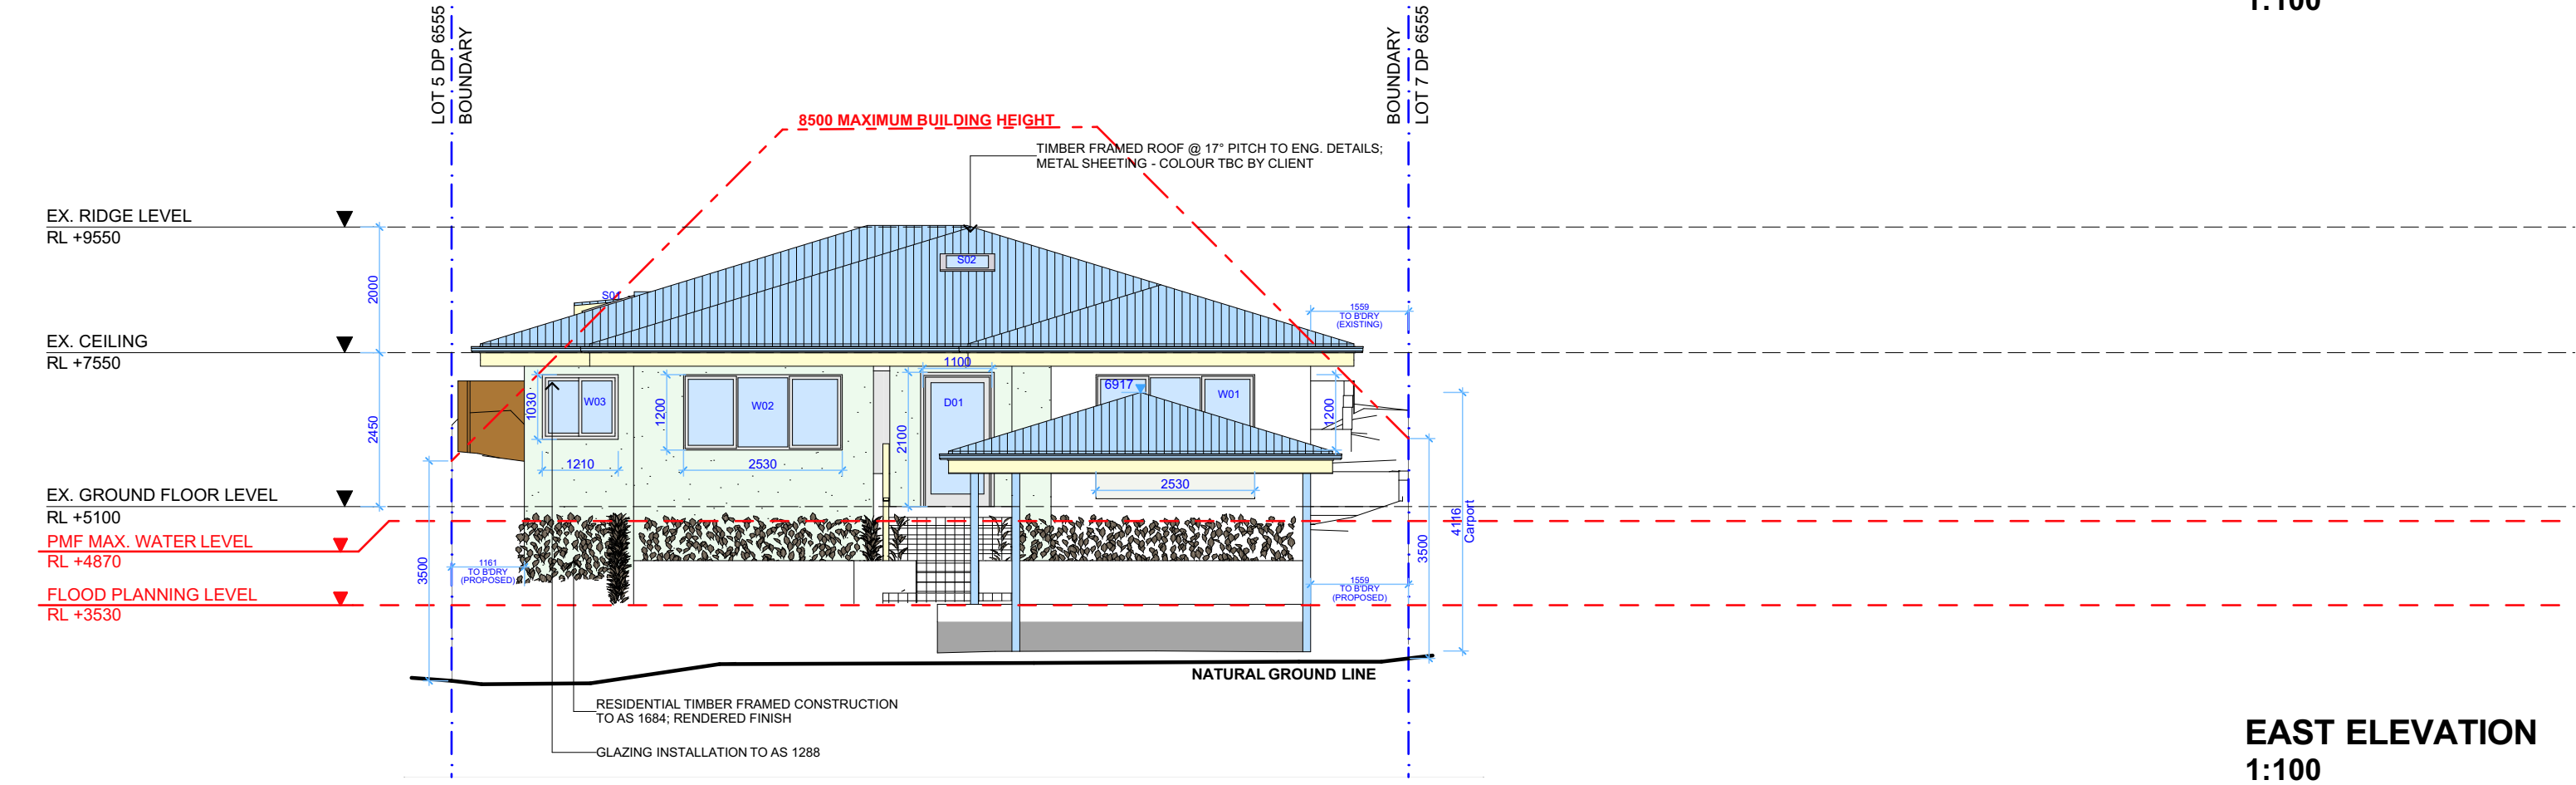 1:100
LOT 5 DP 6555
BOUNDARY
BOUNDARY
LOT 7 DP 6555
8500 MAXIMUM BUILDING HEIGHT
TIMBER FRAMED ROOF @ 17° PITCH TO ENG. DETAILS;
METAL SHEETING - COLOUR TBC BY CLIENT
EX. RIDGE LEVEL
RL +9550
2000
S02
S01
1559
TO B'DRY
(EXISTING)
EX. CEILING
RL +7550
2450
1100
1030
W03
1200
W02
2100
D01
6917
W01
1200
1210
2530
2530
EX. GROUND FLOOR LEVEL
RL +5100
PMF MAX. WATER LEVEL
RL +4870
3500
1161
TO B'DRY
(PROPOSED)
1559
TO B'DRY
(PROPOSED)
3500
4116
Carport
FLOOD PLANNING LEVEL
RL +3530
NATURAL GROUND LINE
RESIDENTIAL TIMBER FRAMED CONSTRUCTION
TO AS 1684; RENDERED FINISH
GLAZING INSTALLATION TO AS 1288
EAST ELEVATION
1:100